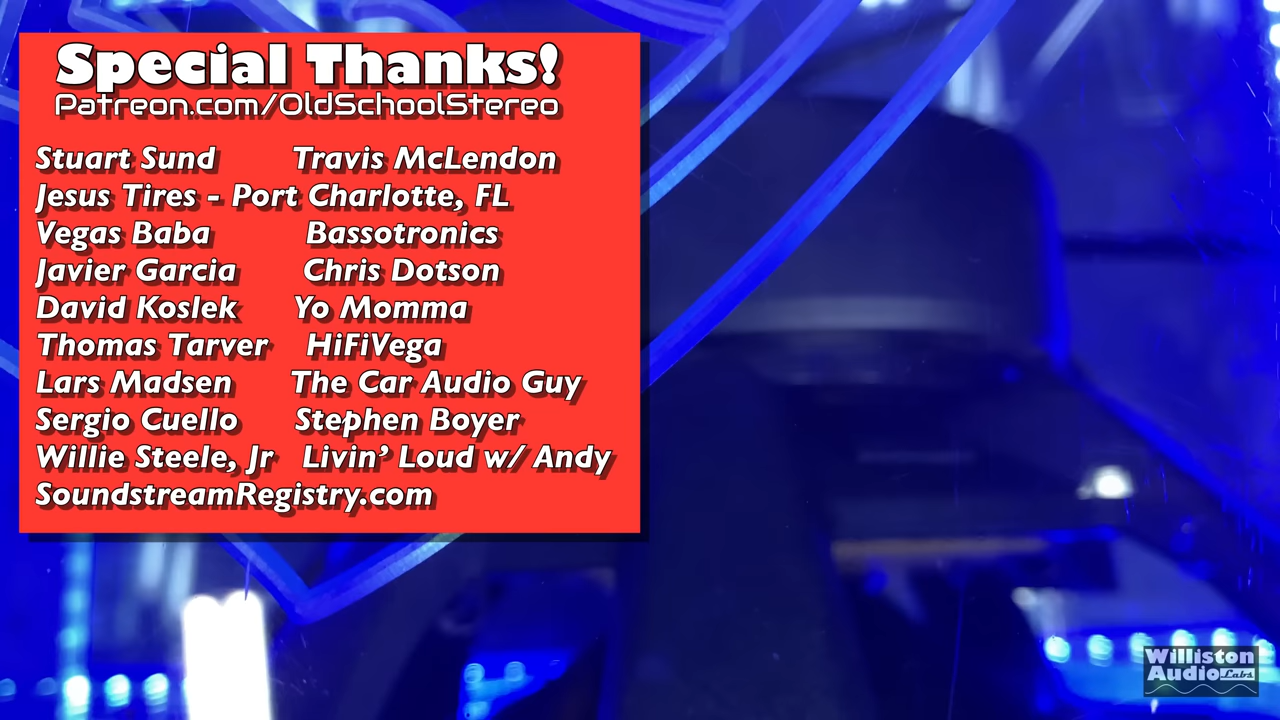 Special Thanks!
Patreon.com/OldSchoolStereo
Stuart Sund Travis McLendon
Jesus Tires - Port Charlotte, FL
Vegas Baba Bassotronics
Javier Garcia Chris Dotson
David Koslek Yo Momma
Thomas Tarver HiFiVega
Lars Madsen The Car Audio Guy
Sergio Cuello Stephen Boyer
Willie Steele, Jr Livin’ Loud w/ Andy
SoundstreamRegistry.com
Williston
Audio Labs